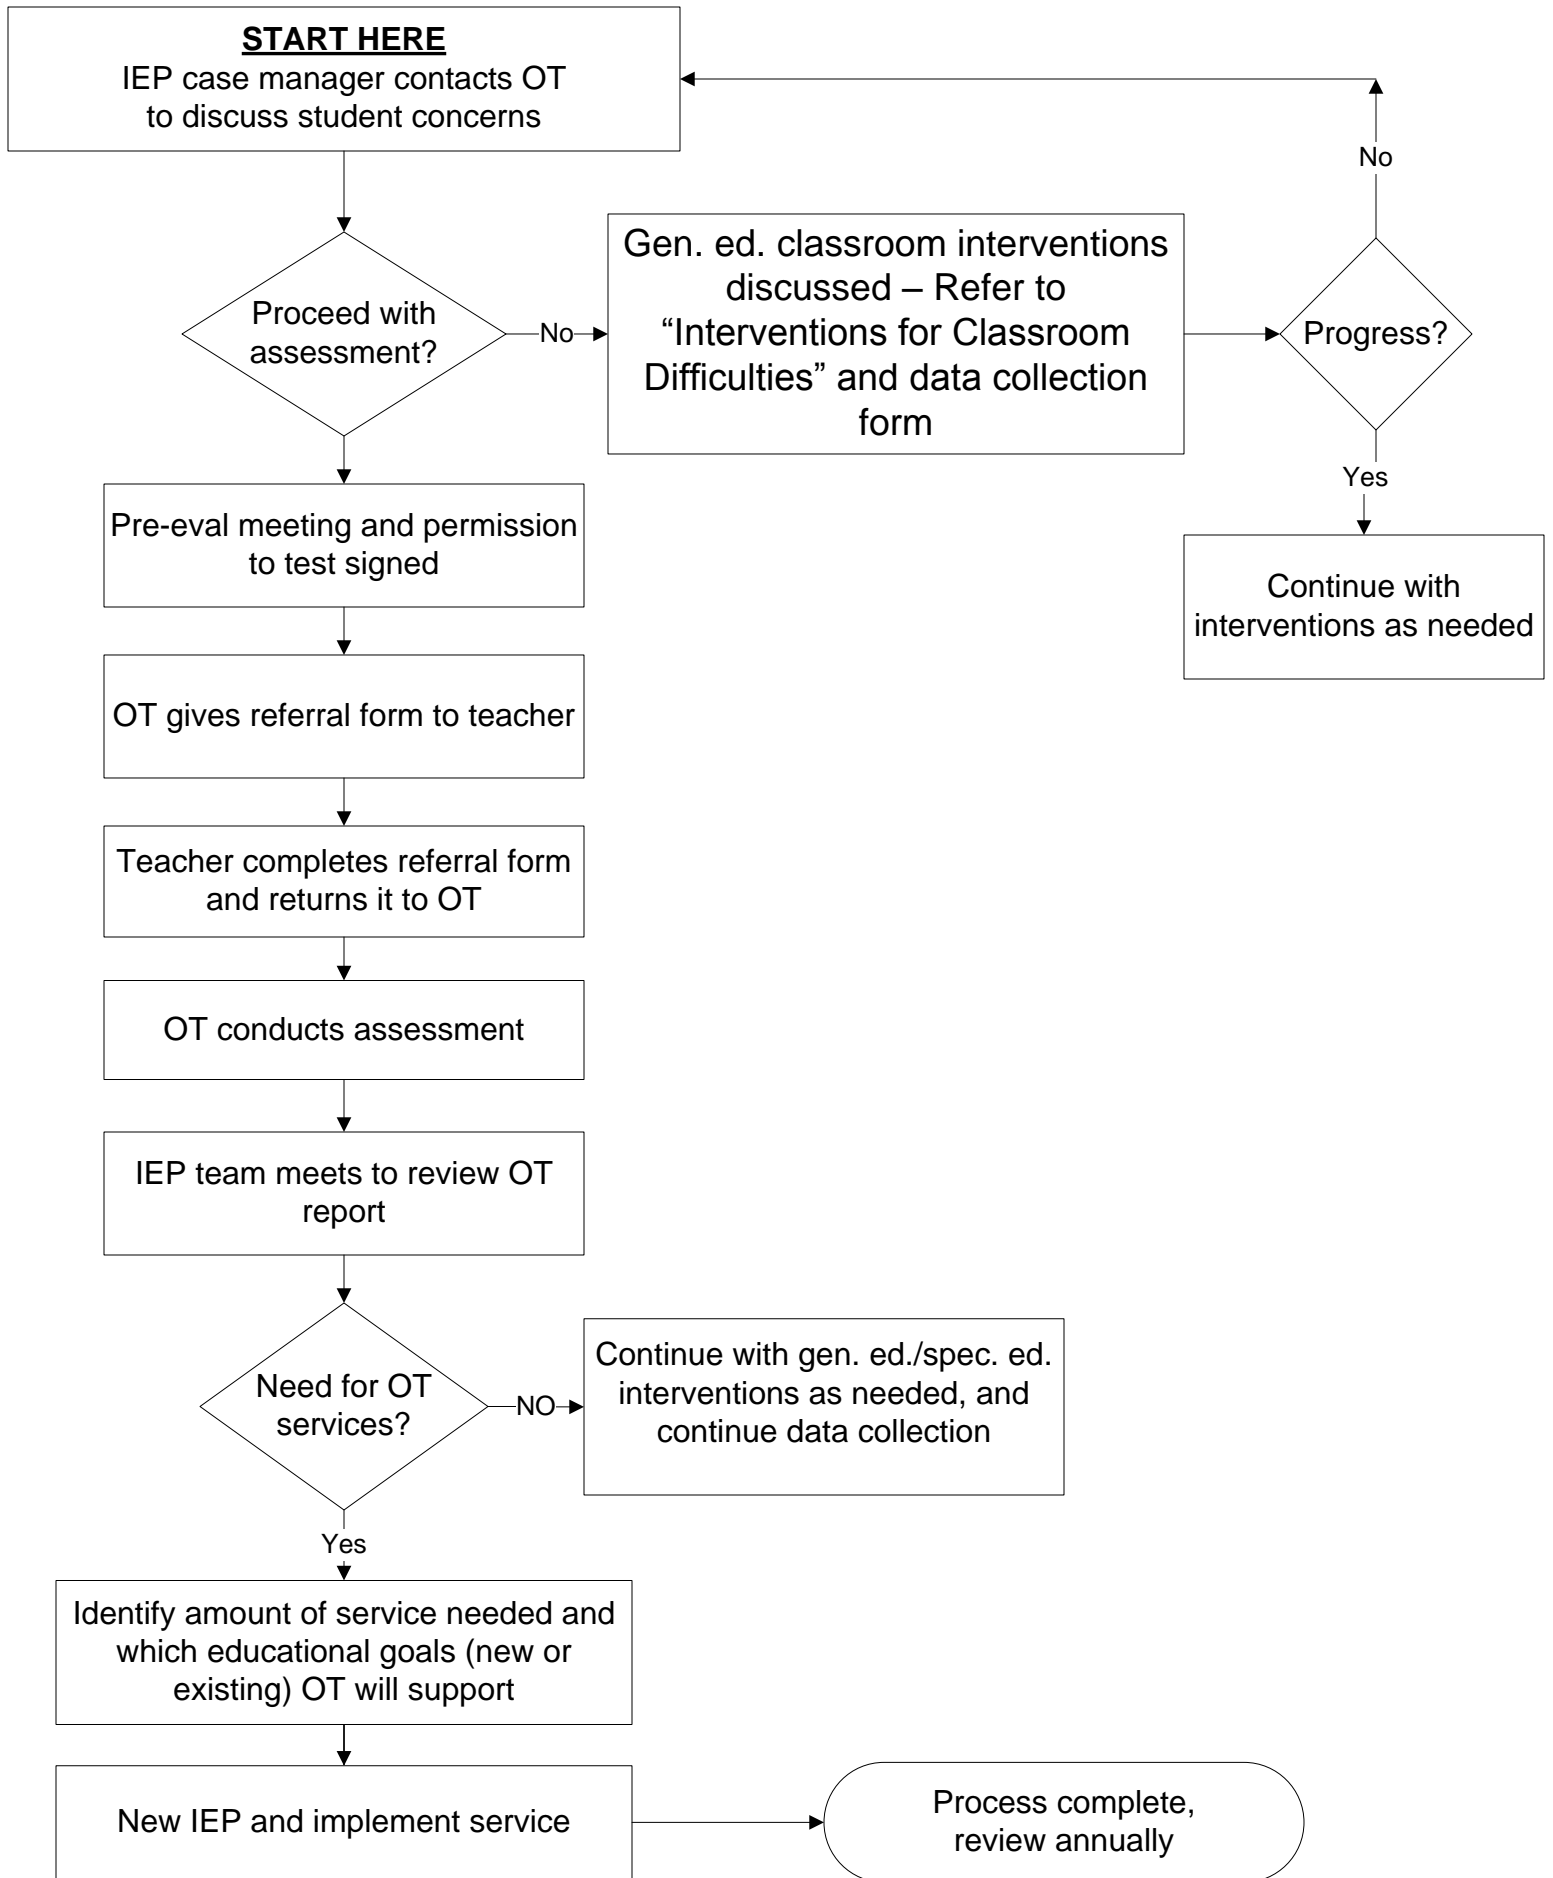 START HERE
IEP case manager contacts OT
to discuss student concerns
No
Gen. ed. classroom interventions
discussed – Refer to
“Interventions for Classroom
Difficulties” and data collection
form
Proceed with
assessment?
No
Progress?
Yes
Pre-eval meeting and permission
to test signed
Continue with
interventions as needed
OT gives referral form to teacher
Teacher completes referral form
and returns it to OT
OT conducts assessment
IEP team meets to review OT
report
Need for OT
services?
NO
Continue with gen. ed./spec. ed.
interventions as needed, and
continue data collection
Yes
Identify amount of service needed and
which educational goals (new or
existing) OT will support
New IEP and implement service
Process complete,
review annually